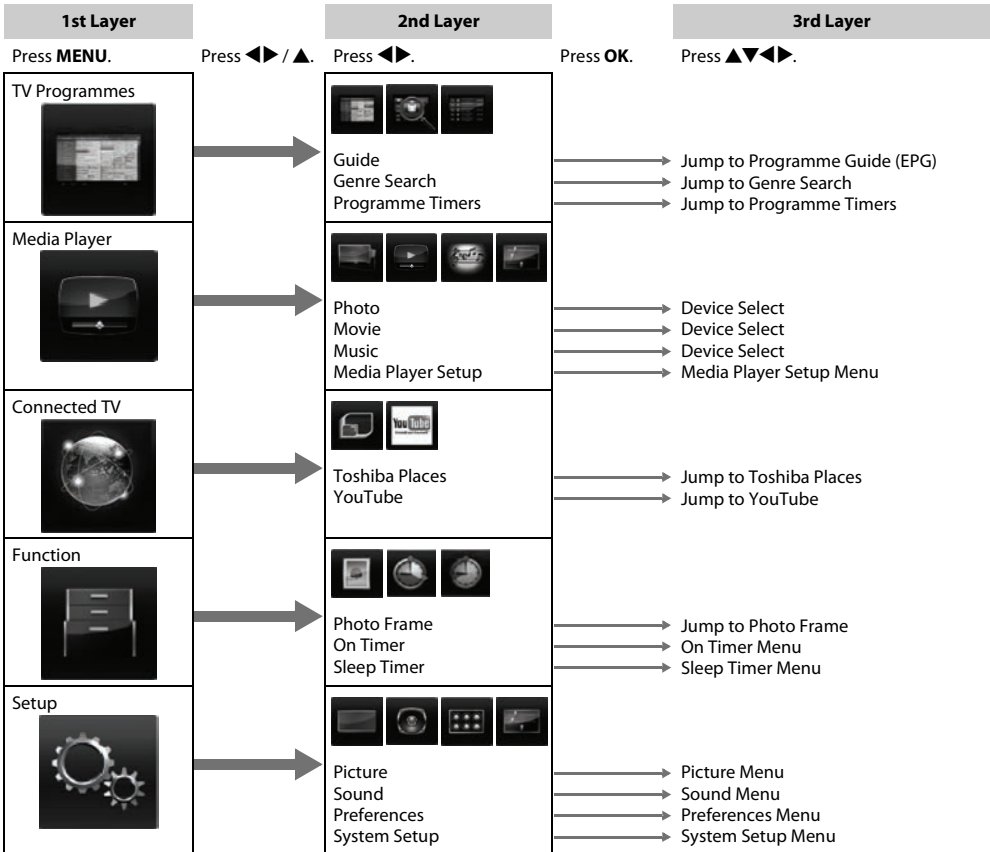 1st Layer
2nd Layer
3rd Layer
Press MENU.
Press ◀▶ / ▲.
Press ◀▶.
Press OK.
Press ▲▼◀▶.
TV Programmes
Guide
Jump to Programme Guide (EPG)
Genre Search
Jump to Genre Search
Programme Timers
Jump to Programme Timers
Media Player
Photo
Device Select
Movie
Device Select
Music
Device Select
Media Player Setup
Media Player Setup Menu
Connected TV
You Tube
Toshiba Places
Jump to Toshiba Places
YouTube
Jump to YouTube
Function
Photo Frame
Jump to Photo Frame
On Timer
On Timer Menu
Sleep Timer
Sleep Timer Menu
Setup
Picture
Picture Menu
Sound
Sound Menu
Preferences
Preferences Menu
System Setup
System Setup Menu